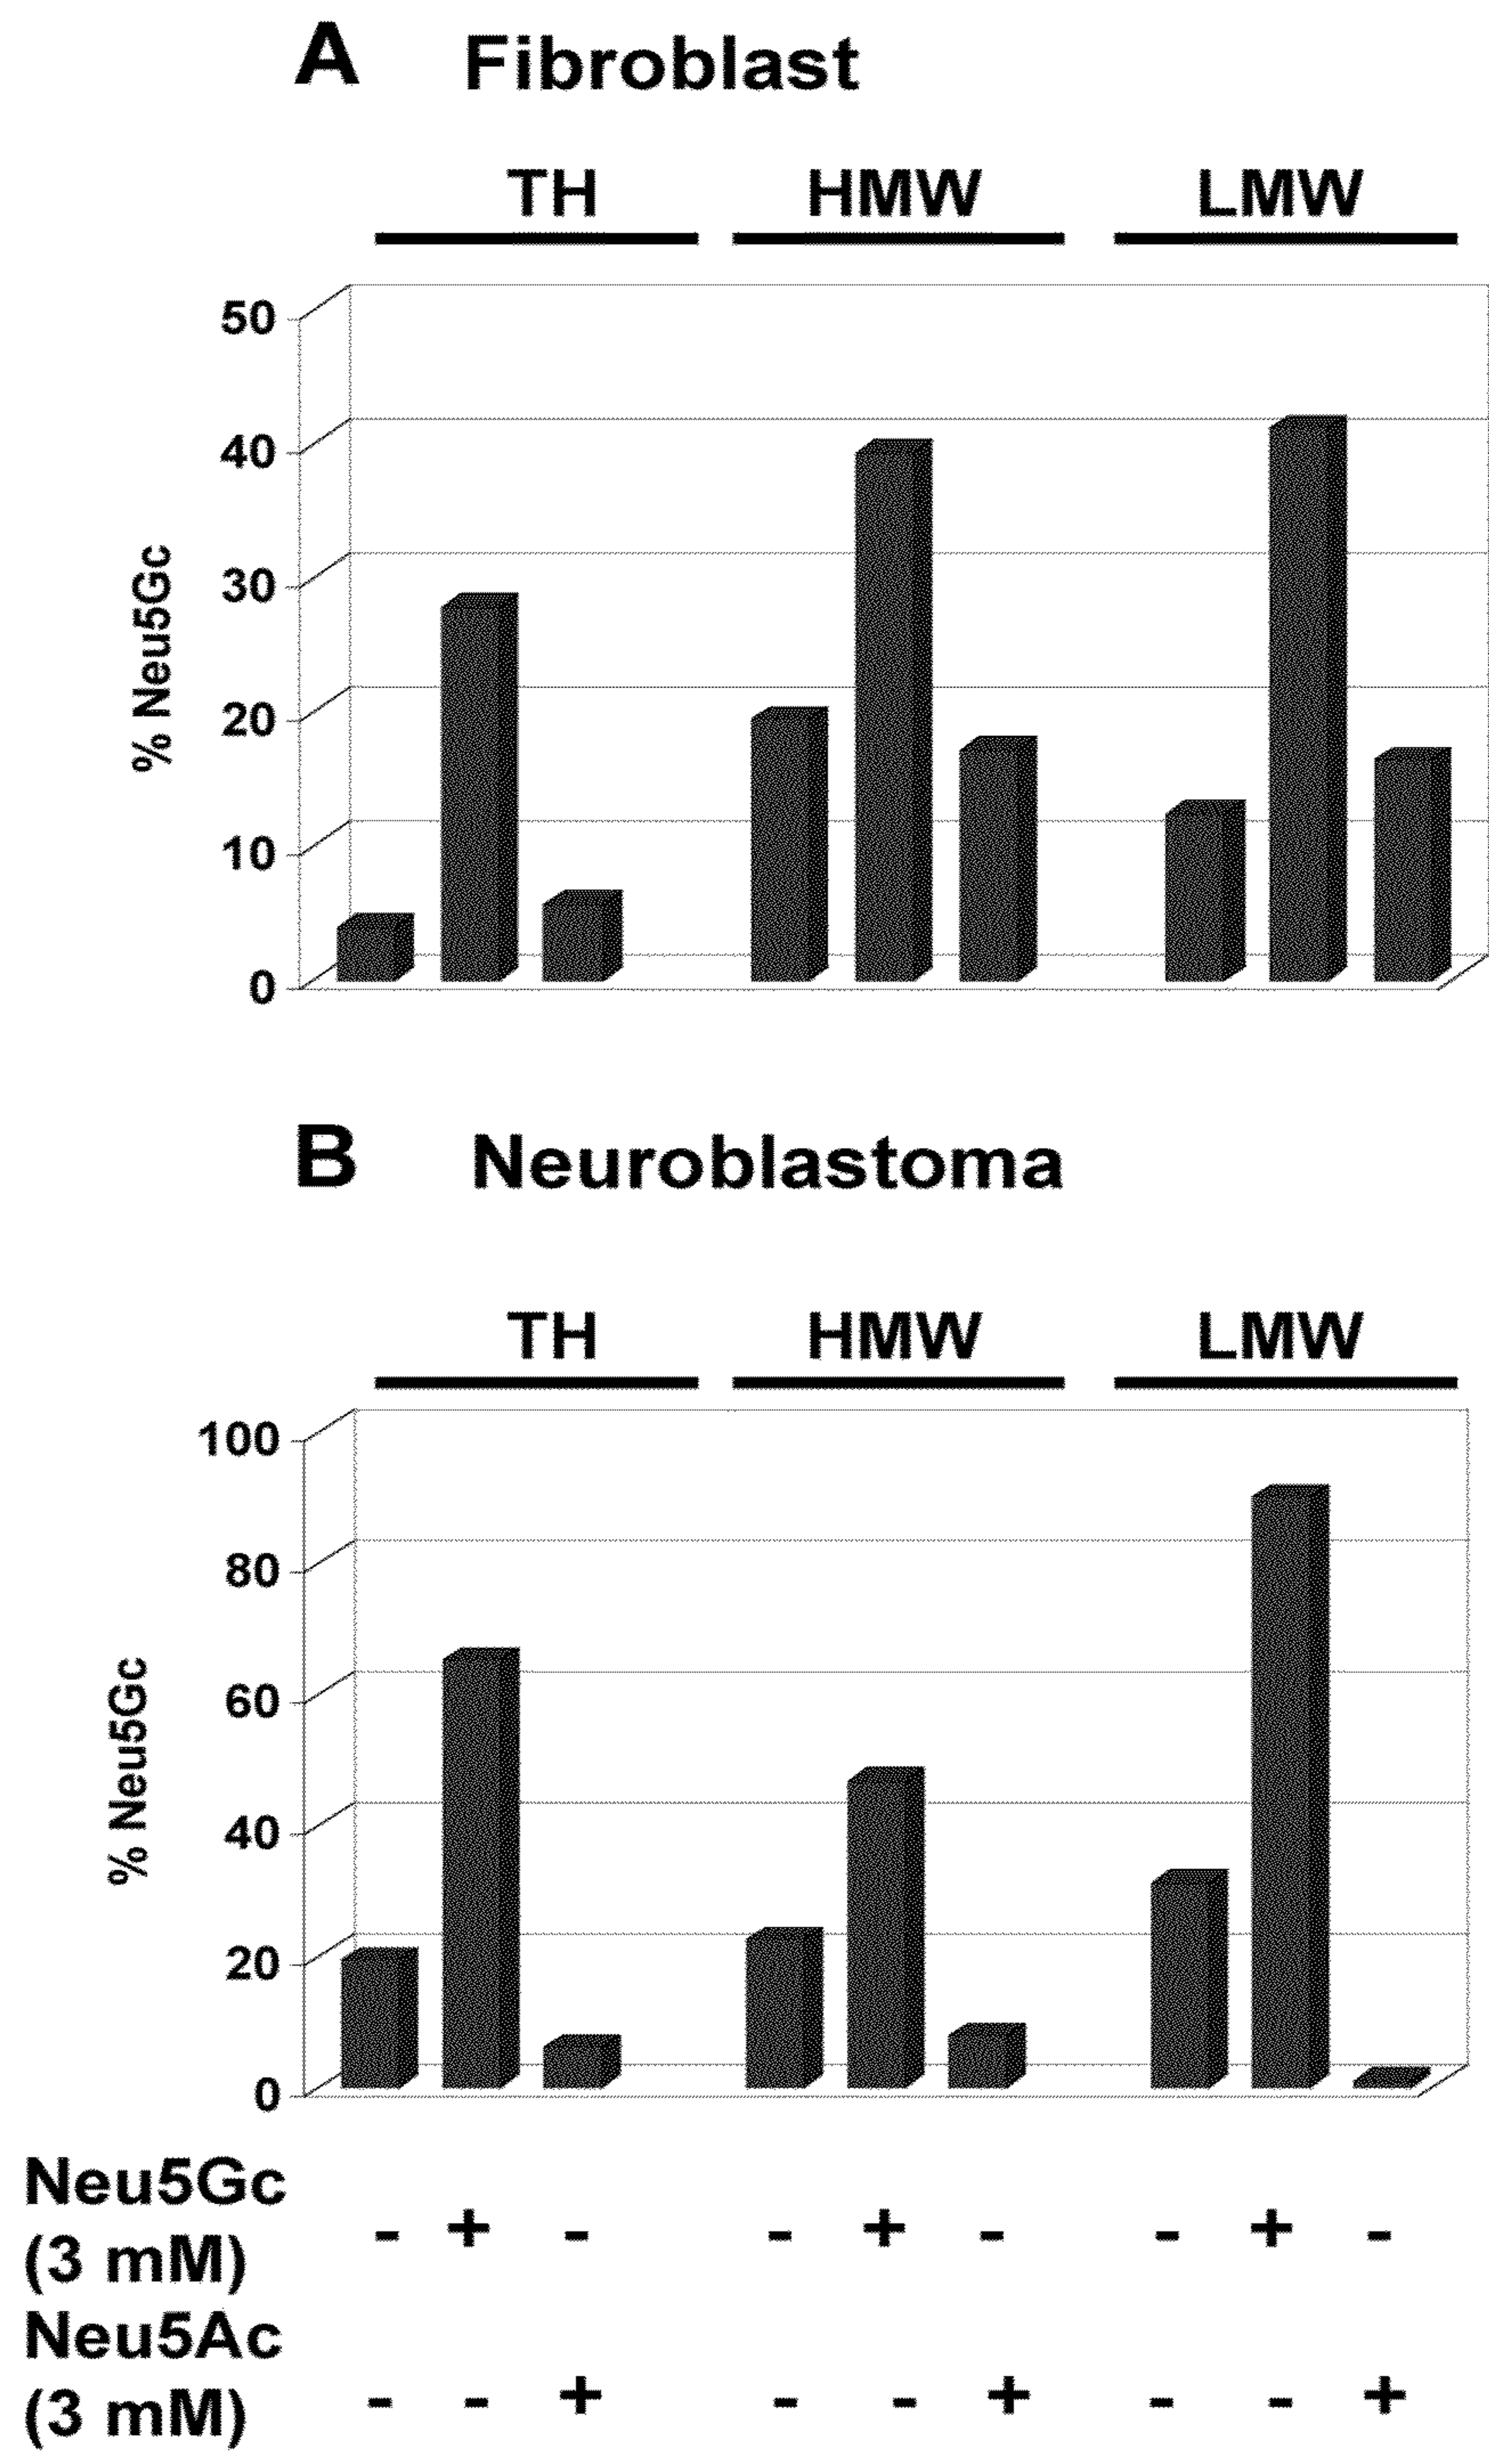 A Fibroblast
TH HMW LMW
50
40
30
20
10
0
% Neu5Gc
B Neuroblastoma
TH HMW LMW
100
80
60
40
20
0
% Neu5Gc
Neu5Gc
(3 mM) - + - - + - - + -
Neu5Ac
(3 mM) - - + - - + - - +